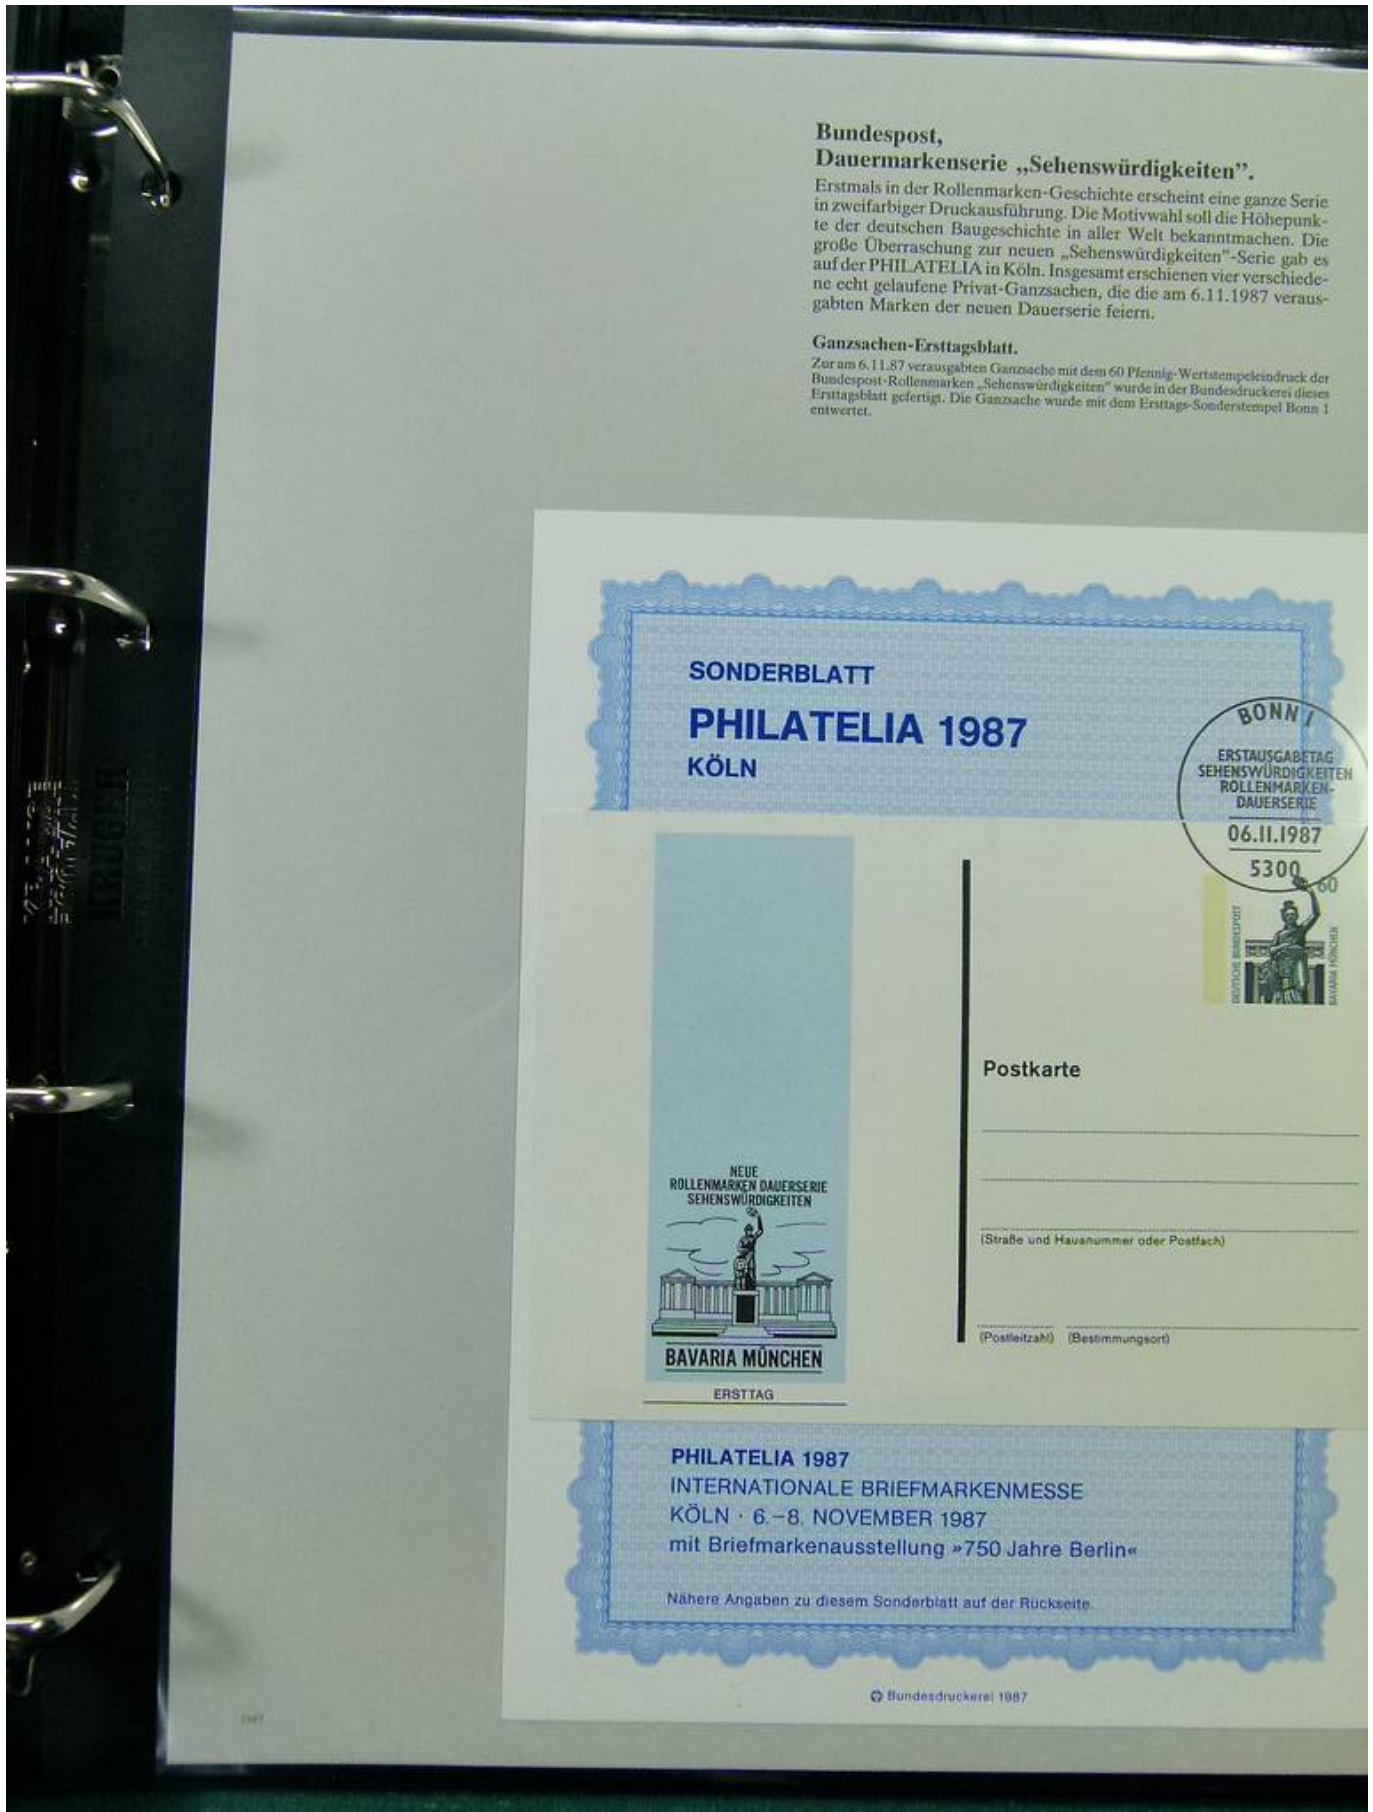 Bundespost,
Dauermarkenserie „Sehenswürdigkeiten”.
Erstmals in der Rollenmarken-Geschichte erscheint eine ganze Serie
in zweifarbiger Druckausführung. Die Motivwahl soll die Höhepunk-
te der deutschen Baugeschichte in aller Welt bekanntmachen. Die
große Überraschung zur neuen „Sehenswürdigkeiten”-Serie gab es
auf der PHILATELIA in Köln. Insgesamt erschienen vier verschiede-
ne echt gelaufene Privat-Ganzsachen, die die am 6.11.1987 veraus-
gabten Marken der neuen Dauerserie feiern.
Ganzsachen-Ersttagsblatt.
Zur am 6.11.87 verausgabten Ganzsache mit dem 60 Pfennig-Wertstempeleindruck der
Bundespost-Rollenmarken „Sehenswürdigkeiten” wurde in der Bundesdruckerei dieses
Ersttagsblatt gefertigt. Die Ganzsache wurde mit dem Ersttags-Sonderstempel Bonn 1
entwertet.
SONDERBLATT
PHILATELIA 1987
KÖLN
BONN 1
ERSTAUSGABETAG
SEHENSWÜRDIGKEITEN
ROLLENMARKEN-
DAUERSERIE
06.11.1987
5300
60
DEUTSCHE BUNDESPOST
BAVARIA MÜNCHEN
Postkarte
(Straße und Hausnummer oder Postfach)
(Postleitzahl) (Bestimmungsort)
NEUE
ROLLENMARKEN DAUERSERIE
SEHENSWÜRDIGKEITEN
BAVARIA MÜNCHEN
ERSTTAG
PHILATELIA 1987
INTERNATIONALE BRIEFMARKENMESSE
KÖLN · 6.–8. NOVEMBER 1987
mit Briefmarkenausstellung »750 Jahre Berlin«
Nähere Angaben zu diesem Sonderblatt auf der Rückseite.
Bundesdruckerei 1987
1987
KRÜGER